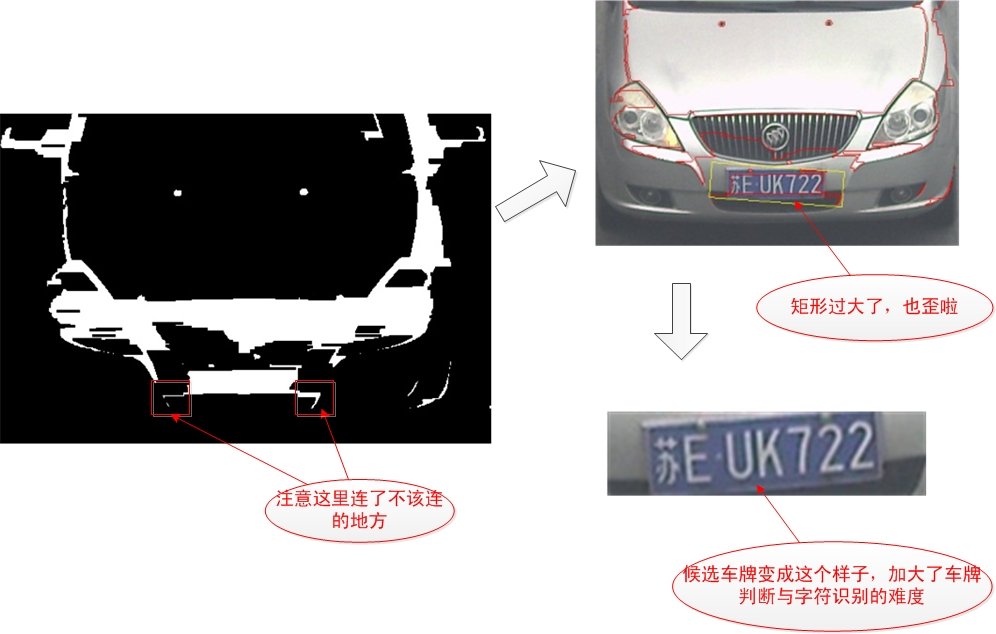 苏E UK722
矩形过大了，也歪啦
注意这里连了不该连
的地方
苏E·UK722
候选车牌变成这个样子，加大了车牌
判断与字符识别的难度